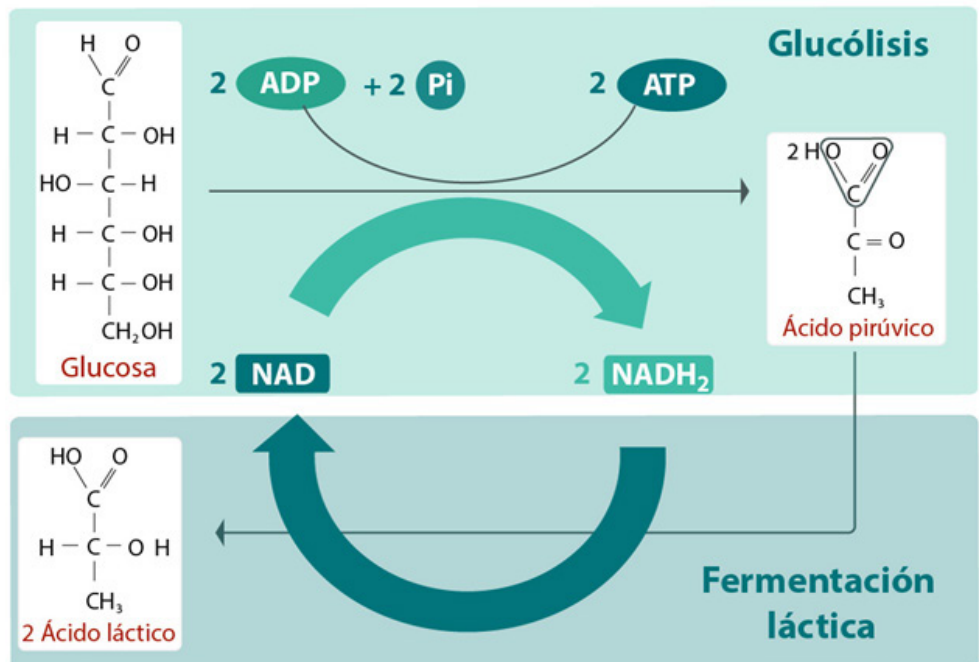 Glucólisis
2 ADP + 2 Pi
2 ATP
H O
C
H — C — OH
HO — C — H
H — C — OH
H — C — OH
CH₂OH
Glucosa
2 HO O
C
C = O
CH₃
Ácido pirúvico
2 NAD
2 NADH₂
HO O
C
H — C — O H
CH₃
2 Ácido láctico
Fermentación
láctica